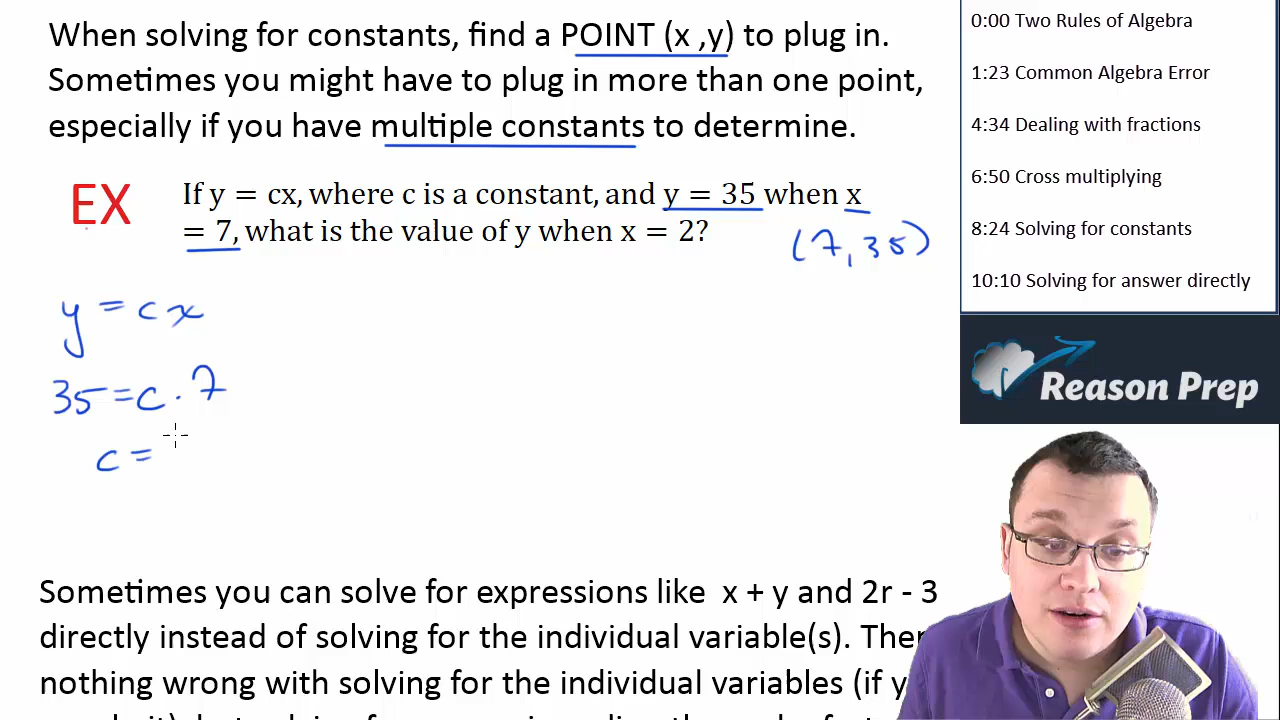 When solving for constants, find a POINT (x ,y) to plug in.
Sometimes you might have to plug in more than one point,
especially if you have multiple constants to determine.
EX
If y = cx, where c is a constant, and y = 35 when x
= 7, what is the value of y when x = 2?
(7, 35)
y = cx
35 = c · 7
c =
Sometimes you can solve for expressions like x + y and 2r - 3
directly instead of solving for the individual variable(s).
nothing wrong with solving for the individual variables (if
0:00 Two Rules of Algebra
1:23 Common Algebra Error
4:34 Dealing with fractions
6:50 Cross multiplying
8:24 Solving for constants
10:10 Solving for answer directly
Reason Prep